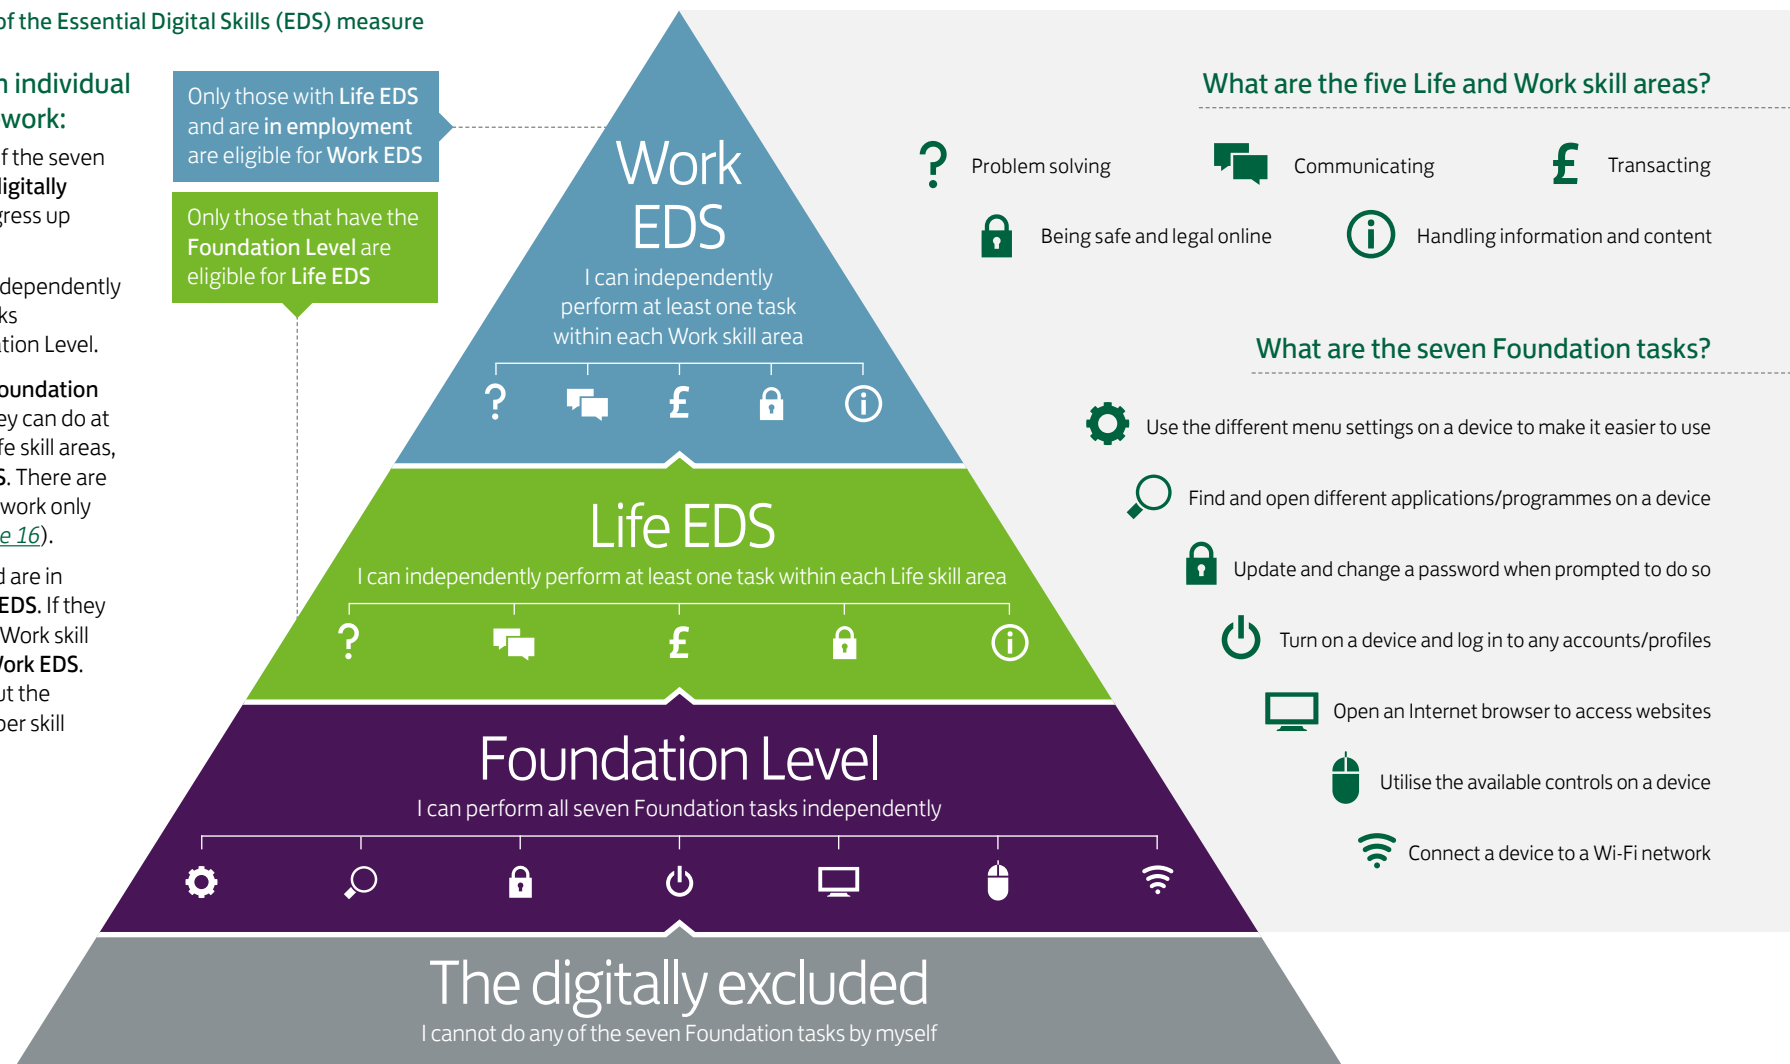 of the Essential Digital Skills (EDS) measure
n individual
work:
f the seven
digitally
gress up
dependently
ks
ation Level.
oundation
ey can do at
fe skill areas,
S. There are
work only
e 16).
d are in
EDS. If they
Work skill
Work EDS.
ut the
per skill
Only those with Life EDS
and are in employment
are eligible for Work EDS
Only those that have the
Foundation Level are
eligible for Life EDS
Work
EDS
I can independently
perform at least one task
within each Work skill area
Life EDS
I can independently perform at least one task within each Life skill area
Foundation Level
I can perform all seven Foundation tasks independently
The digitally excluded
I cannot do any of the seven Foundation tasks by myself
What are the five Life and Work skill areas?
Problem solving
Communicating
£ Transacting
Being safe and legal online
Handling information and content
What are the seven Foundation tasks?
Use the different menu settings on a device to make it easier to use
Find and open different applications/programmes on a device
Update and change a password when prompted to do so
Turn on a device and log in to any accounts/profiles
Open an Internet browser to access websites
Utilise the available controls on a device
Connect a device to a Wi-Fi network